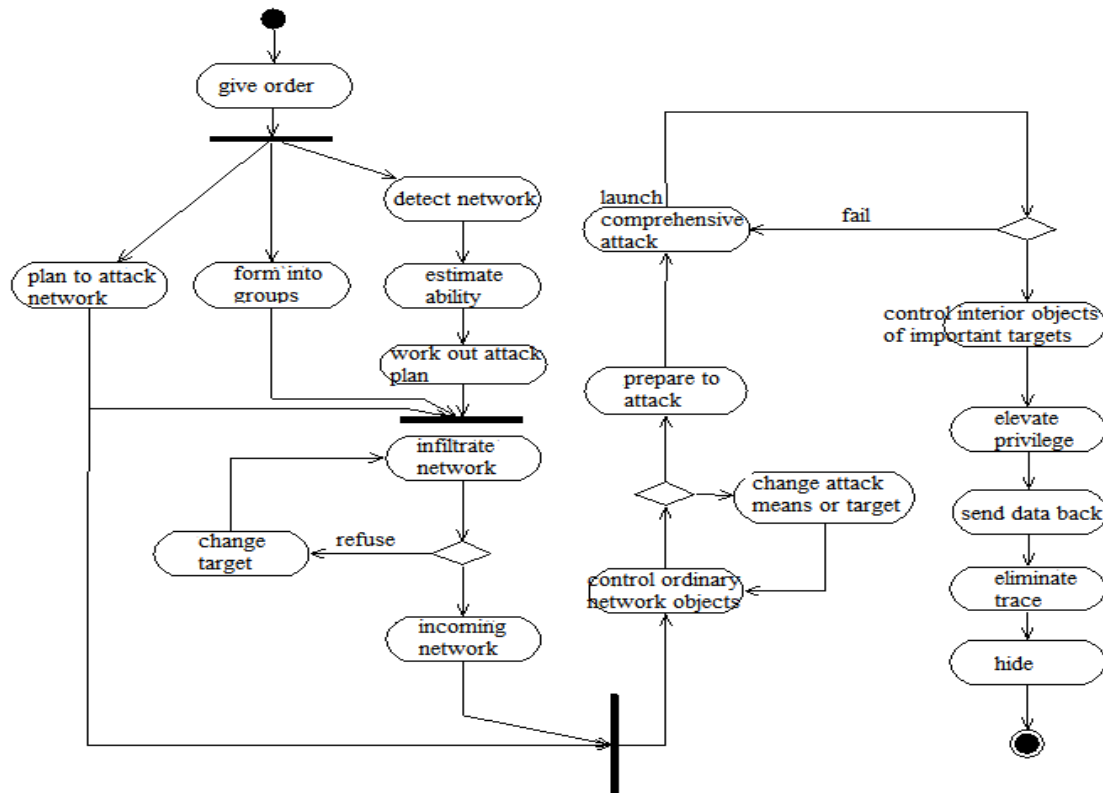 give order
detect network
plan to attack
network
form into
groups
estimate
ability
work out attack
plan
infiltrate
network
change
target
refuse
incoming
network
launch
comprehensive
attack
fail
prepare to
attack
change attack
means or target
control ordinary
network objects
control interior objects
of important targets
elevate
privilege
send data back
eliminate
trace
hide